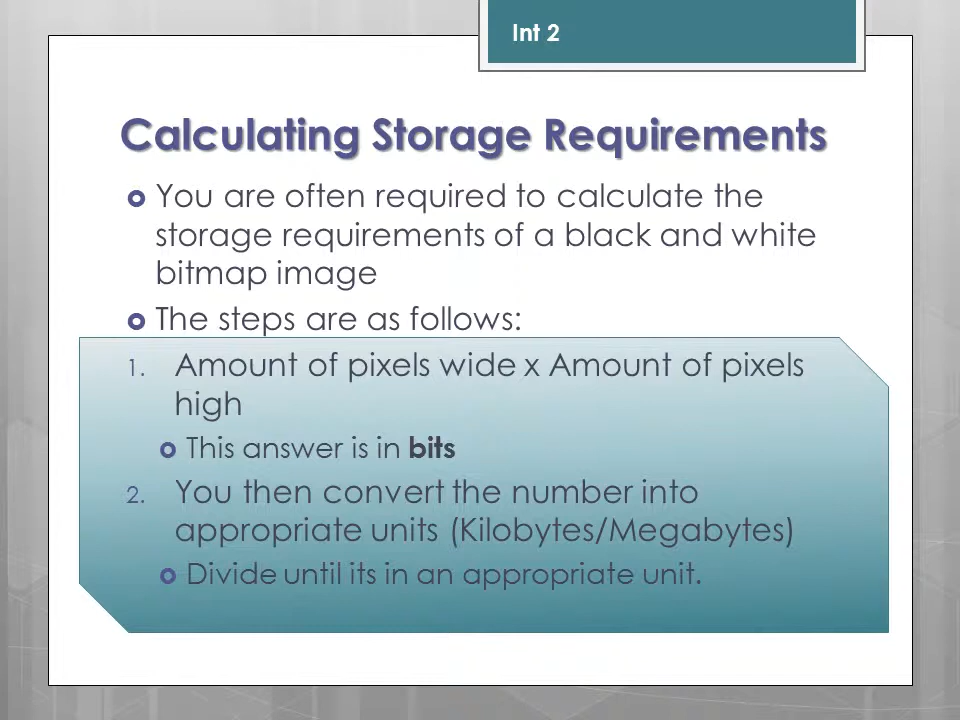 Int 2
Calculating Storage Requirements
You are often required to calculate the
storage requirements of a black and white
bitmap image
The steps are as follows:
1. Amount of pixels wide x Amount of pixels
high
This answer is in bits
2. You then convert the number into
appropriate units (Kilobytes/Megabytes)
Divide until its in an appropriate unit.